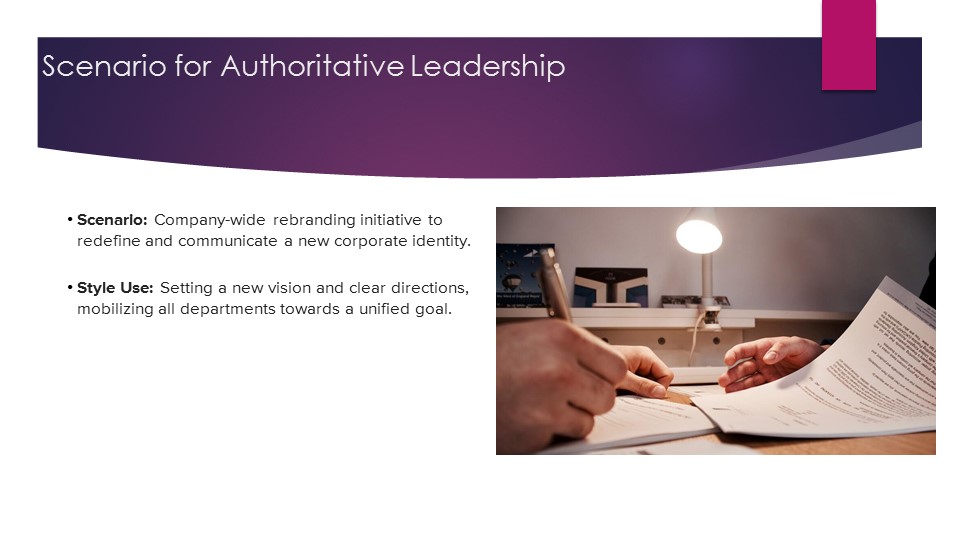 Scenario for Authoritative Leadership
• Scenario: Company-wide rebranding initiative to
redefine and communicate a new corporate identity.
• Style Use: Setting a new vision and clear directions,
mobilizing all departments towards a unified goal.